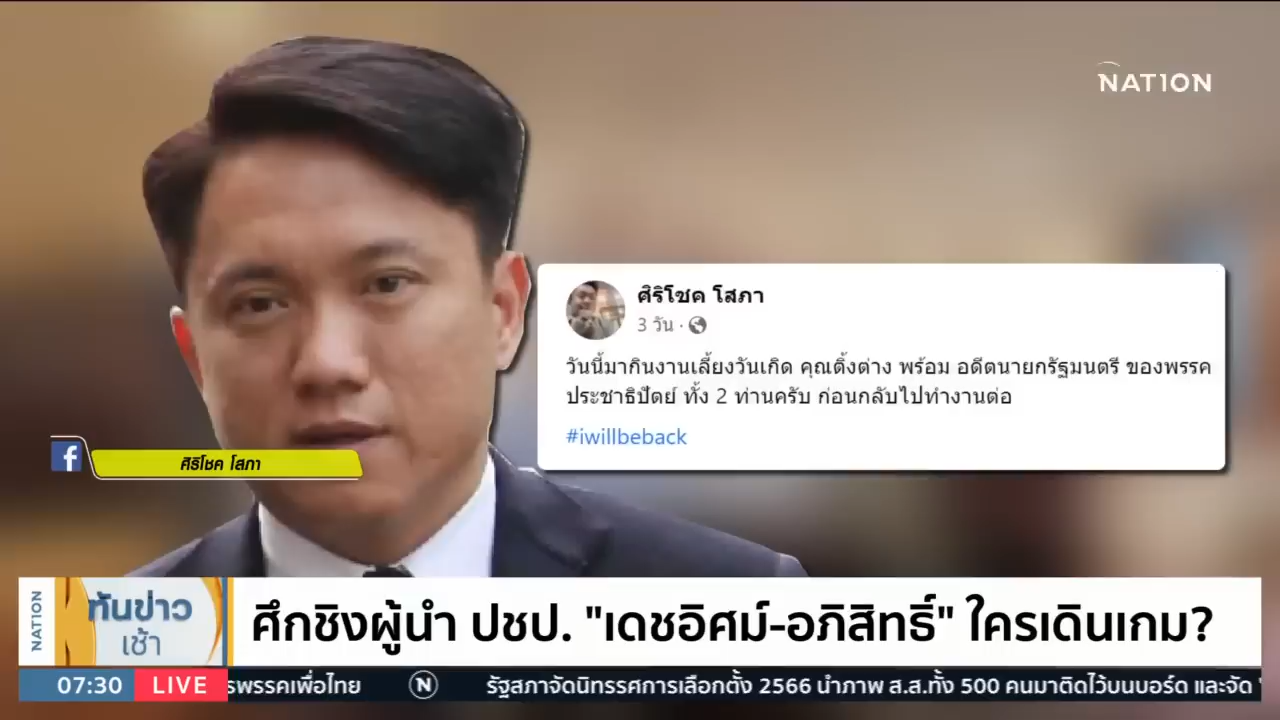 NATION
ศิริโชค โสภา
3 วัน ·
วันนี้มากินงานเลี้ยงวันเกิด คุณติ้งต่าง พร้อม อดีตนายกรัฐมนตรี ของพรรค
ประชาธิปัตย์ ทั้ง 2 ท่านครับ ก่อนกลับไปทำงานต่อ
#iwillbeback
f
ศิริโชค โสภา
NATION
ทันข่าว
เช้า
ศึกชิงผู้นำ ปชป. "เดชอิศม์-อภิสิทธิ์" ใครเดินเกม?
07:30 LIVE รพรรคเพื่อไทย N รัฐสภาจัดนิทรรศการเลือกตั้ง 2566 นำภาพ ส.ส.ทั้ง 500 คนมาติดไว้บนบอร์ด และจัด '